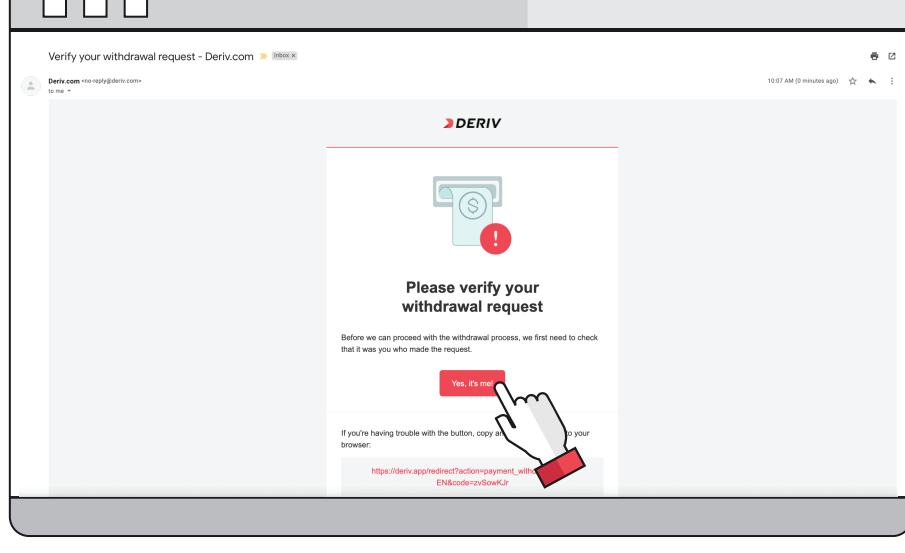 Verify your withdrawal request - Deriv.com Inbox x
Deriv.com <no-reply@deriv.com> 10:07 AM (0 minutes ago)
to me
DERIV
Please verify your
withdrawal request
Before we can proceed with the withdrawal process, we first need to check
that it was you who made the request.
Yes, it's me!
If you're having trouble with the button, copy to your
browser:
https://deriv.app/redirect?action=payment_with
EN&code=zvSowKJr